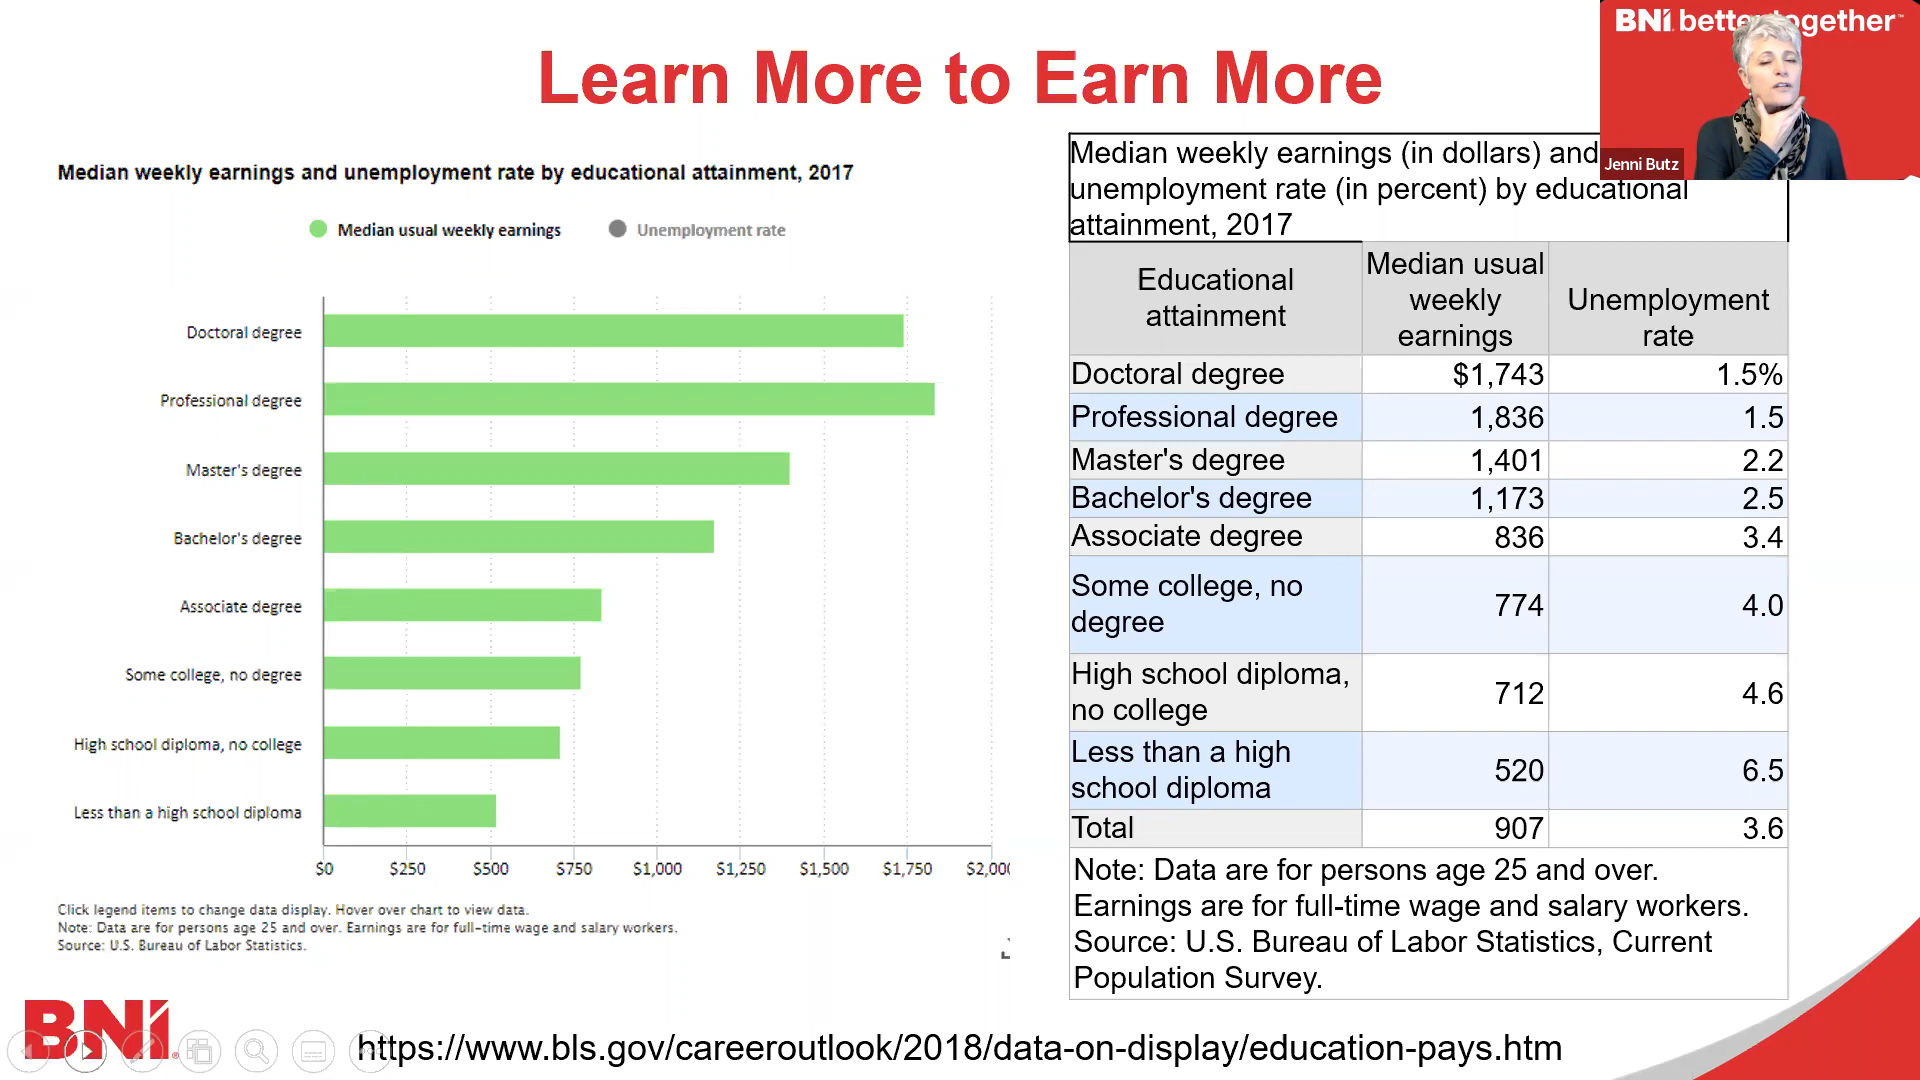 BNI better together
Learn More to Earn More
Jenni Butz
Median weekly earnings and unemployment rate by educational attainment, 2017
Median usual weekly earnings
Unemployment rate
Doctoral degree
Professional degree
Master's degree
Bachelor's degree
Associate degree
Some college, no degree
High school diploma, no college
Less than a high school diploma
$0 $250 $500 $750 $1,000 $1,250 $1,500 $1,750 $2,000
Click legend items to change data display. Hover over chart to view data.
Note: Data are for persons age 25 and over. Earnings are for full-time wage and salary workers.
Source: U.S. Bureau of Labor Statistics.
Median weekly earnings (in dollars) and
unemployment rate (in percent) by educational
attainment, 2017
Educational
attainment
Median usual
weekly
earnings
Unemployment
rate
Doctoral degree $1,743 1.5%
Professional degree 1,836 1.5
Master's degree 1,401 2.2
Bachelor's degree 1,173 2.5
Associate degree 836 3.4
Some college, no
degree 774 4.0
High school diploma,
no college 712 4.6
Less than a high
school diploma 520 6.5
Total 907 3.6
Note: Data are for persons age 25 and over.
Earnings are for full-time wage and salary workers.
Source: U.S. Bureau of Labor Statistics, Current
Population Survey.
BNI
https://www.bls.gov/careeroutlook/2018/data-on-display/education-pays.htm